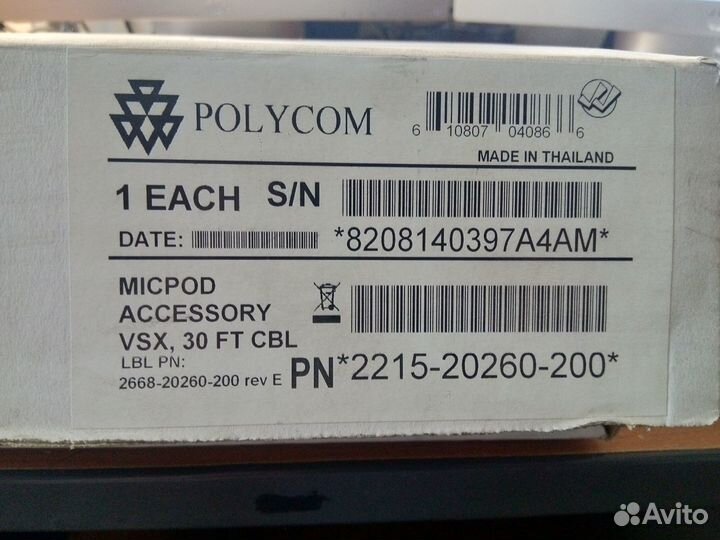 POLYCOM
6 10807 04086 6
MADE IN THAILAND
1 EACH S/N
DATE: *8208140397A4AM*
MICPOD
ACCESSORY
VSX, 30 FT CBL
LBL PN:
2668-20260-200 rev E
PN *2215-20260-200*
Avito